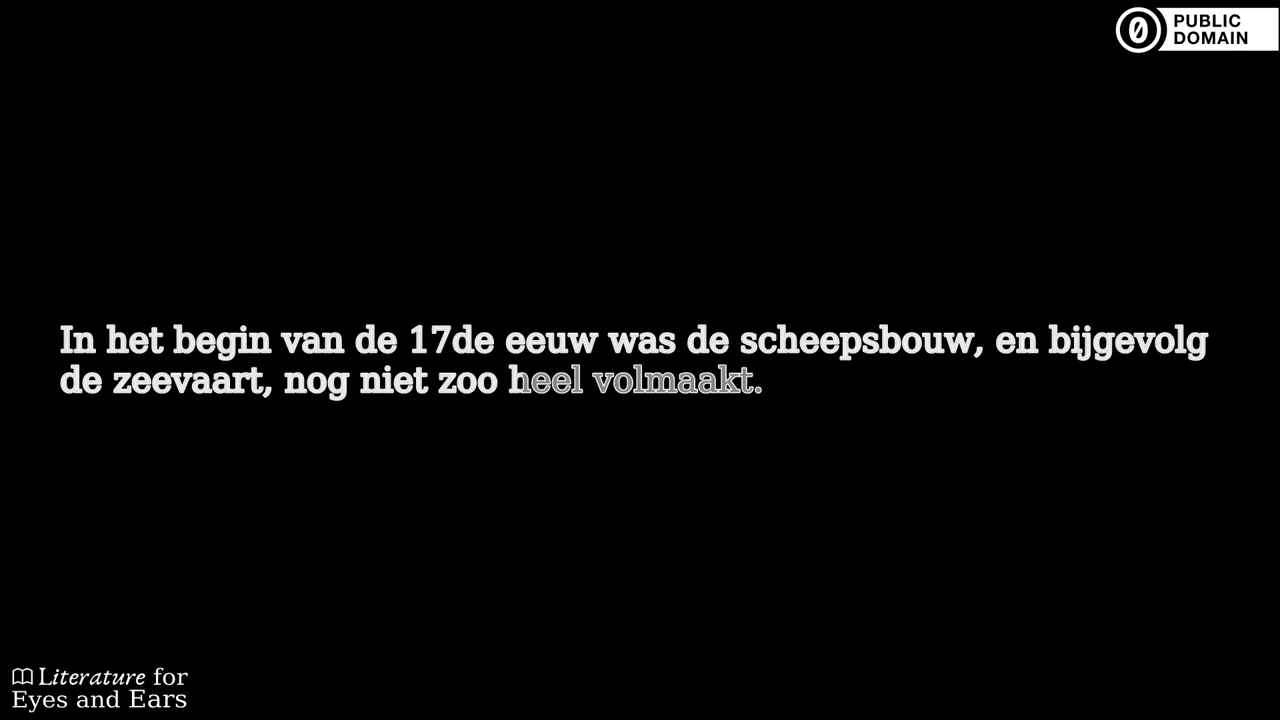 PUBLIC
DOMAIN
In het begin van de 17de eeuw was de scheepsbouw, en bijgevolg
de zeevaart, nog niet zoo heel volmaakt.
Literature for
Eyes and Ears